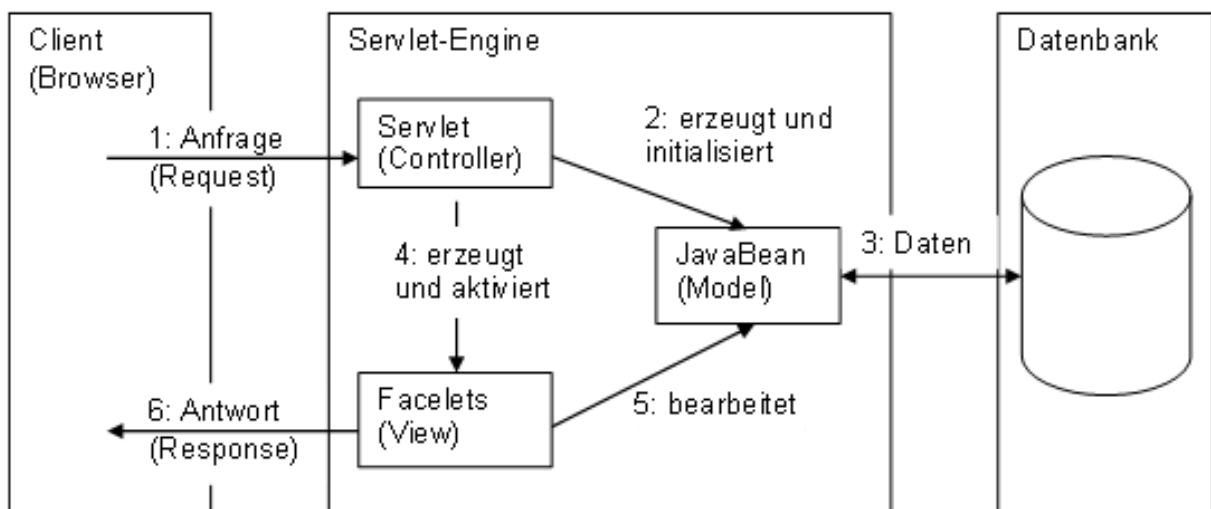 Client
(Browser)
Servlet-Engine
Datenbank
1: Anfrage
(Request)
Servlet
(Controller)
2: erzeugt und
initialisiert
4: erzeugt
und aktiviert
JavaBean
(Model)
3: Daten
6: Antwort
(Response)
Facelets
(View)
5: bearbeitet